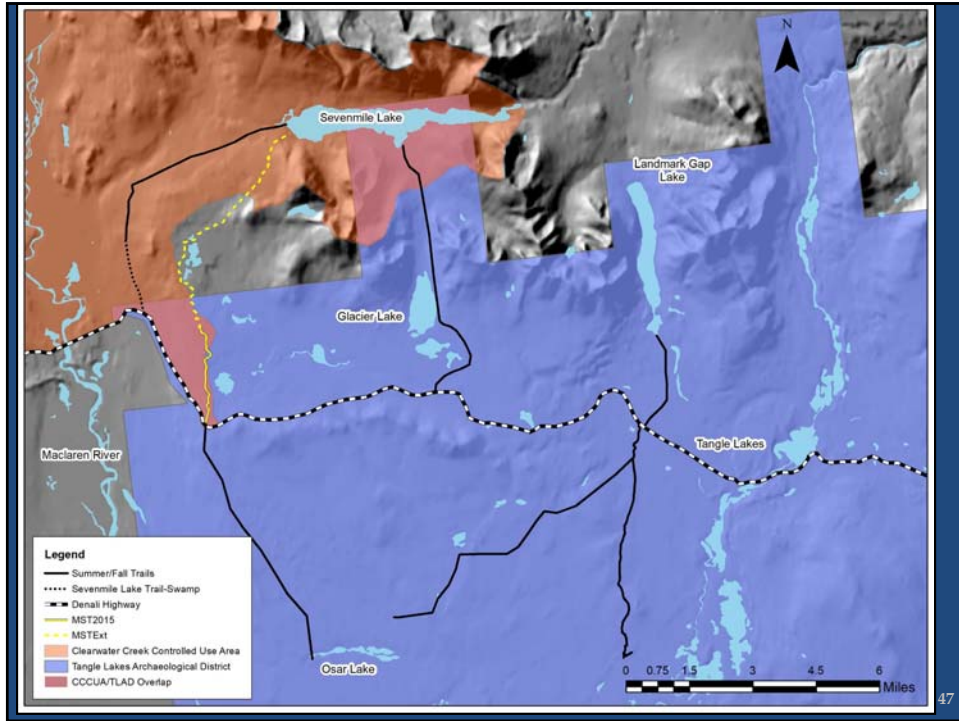 N
Sevenmile Lake
Landmark Gap
Lake
Glacier Lake
Tangle Lakes
Maclaren River
Osar Lake
Legend
Summer/Fall Trails
Sevenmile Lake Trail-Swamp
Denali Highway
MST2015
MSTExt
Clearwater Creek Controlled Use Area
Tangle Lakes Archaeological District
CCCUA/TLAD Overlap
0 0.75 1.5 3 4.5 6
Miles
47